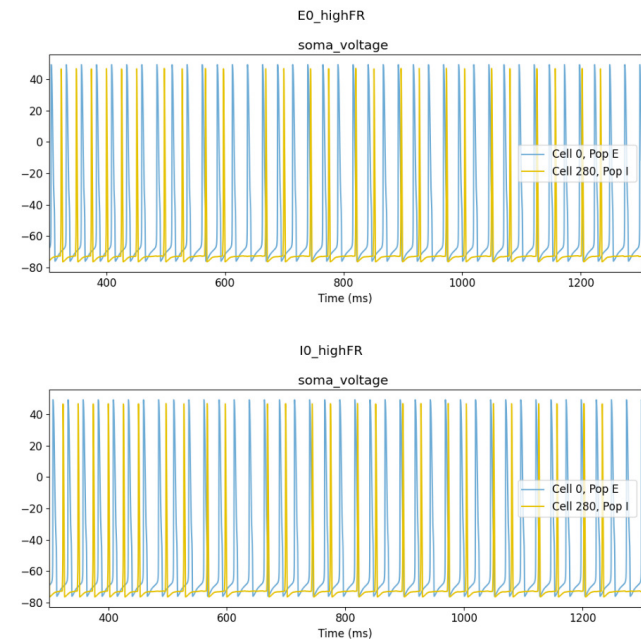 E0_highFR
soma_voltage
40
20
0
−20
−40
−60
−80
Cell 0, Pop E
Cell 280, Pop I
400 600 800 1000 1200
Time (ms)
I0_highFR
soma_voltage
40
20
0
−20
−40
−60
−80
Cell 0, Pop E
Cell 280, Pop I
400 600 800 1000 1200
Time (ms)